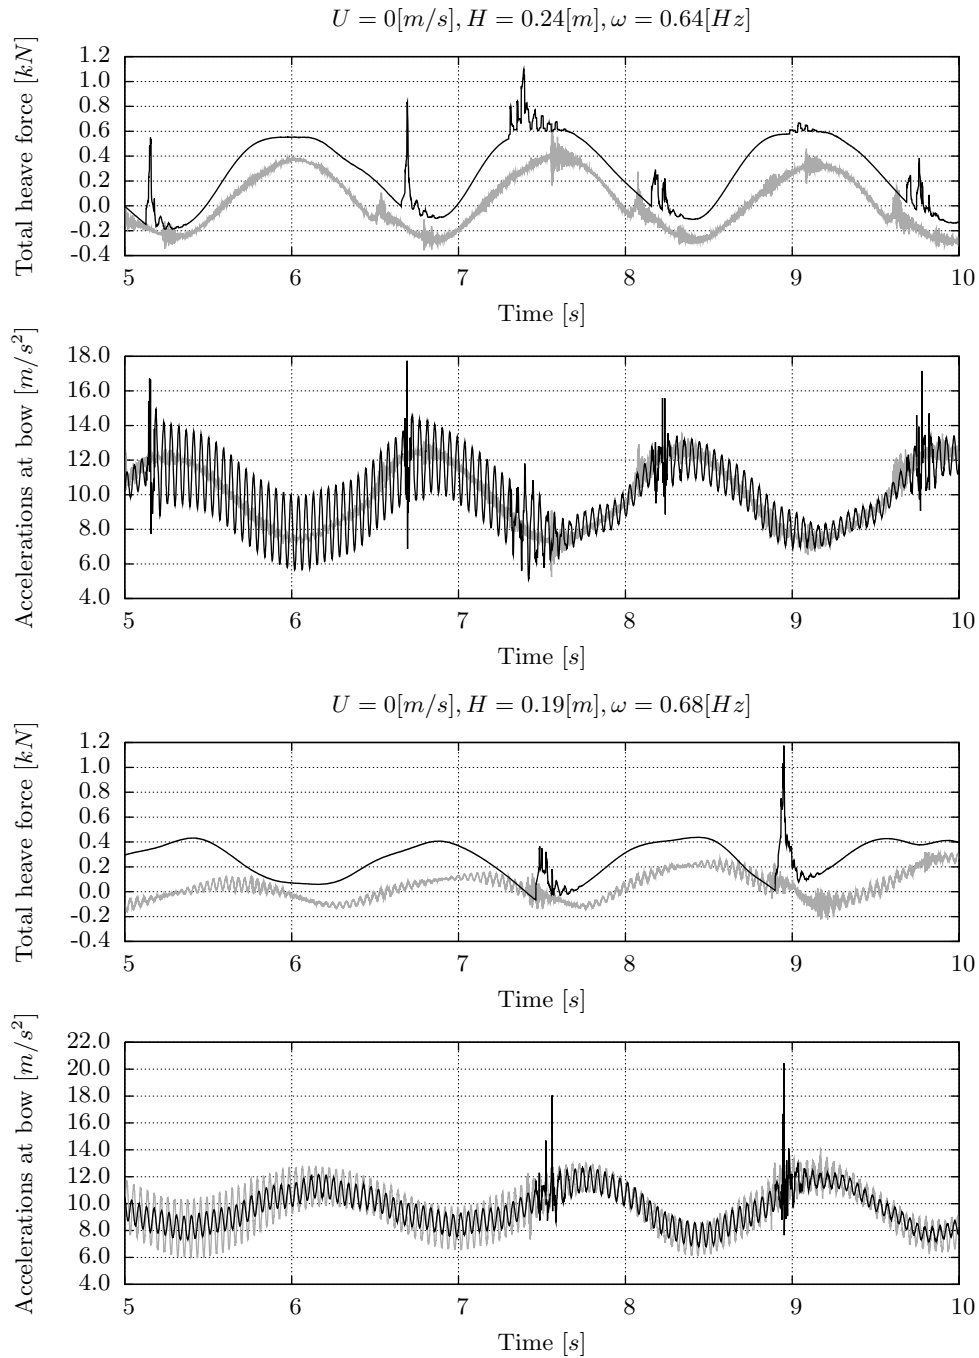 U = 0[m/s], H = 0.24[m], ω = 0.64[Hz]
Total heave force [kN]
1.2
1.0
0.8
0.6
0.4
0.2
0.0
-0.2
-0.4
5 6 7 8 9 10
Time [s]
Accelerations at bow [m/s²]
18.0
16.0
14.0
12.0
10.0
8.0
6.0
4.0
5 6 7 8 9 10
Time [s]
U = 0[m/s], H = 0.19[m], ω = 0.68[Hz]
Total heave force [kN]
1.2
1.0
0.8
0.6
0.4
0.2
0.0
-0.2
-0.4
5 6 7 8 9 10
Time [s]
Accelerations at bow [m/s²]
22.0
20.0
18.0
16.0
14.0
12.0
10.0
8.0
6.0
4.0
5 6 7 8 9 10
Time [s]